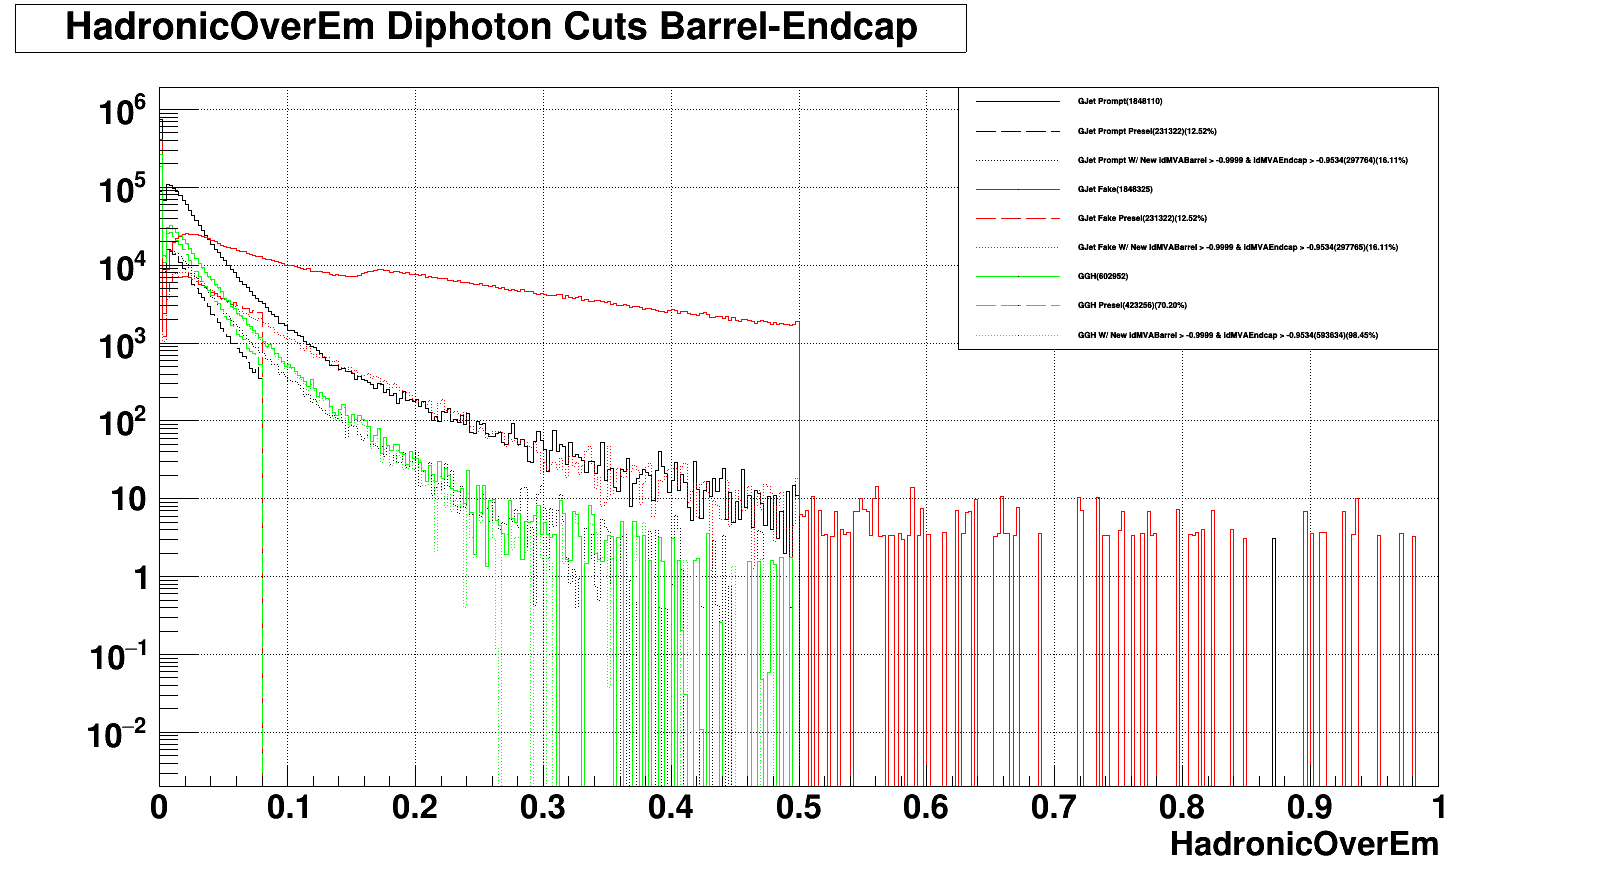 HadronicOverEm Diphoton Cuts Barrel-Endcap
GJet Prompt(1848110)
GJet Prompt Presel(231322)(12.52%)
GJet Prompt W/ New idMVABarrel > -0.9999 & idMVAEndcap > -0.9534(297764)(16.11%)
GJet Fake(1848325)
GJet Fake Presel(231322)(12.52%)
GJet Fake W/ New idMVABarrel > -0.9999 & idMVAEndcap > -0.9534(297765)(16.11%)
GGH(602952)
GGH Presel(423256)(70.20%)
GGH W/ New idMVABarrel > -0.9999 & idMVAEndcap > -0.9534(593634)(98.45%)
10^6
10^5
10^4
10^3
10^2
10
1
10^−1
10^−2
0 0.1 0.2 0.3 0.4 0.5 0.6 0.7 0.8 0.9 1
HadronicOverEm